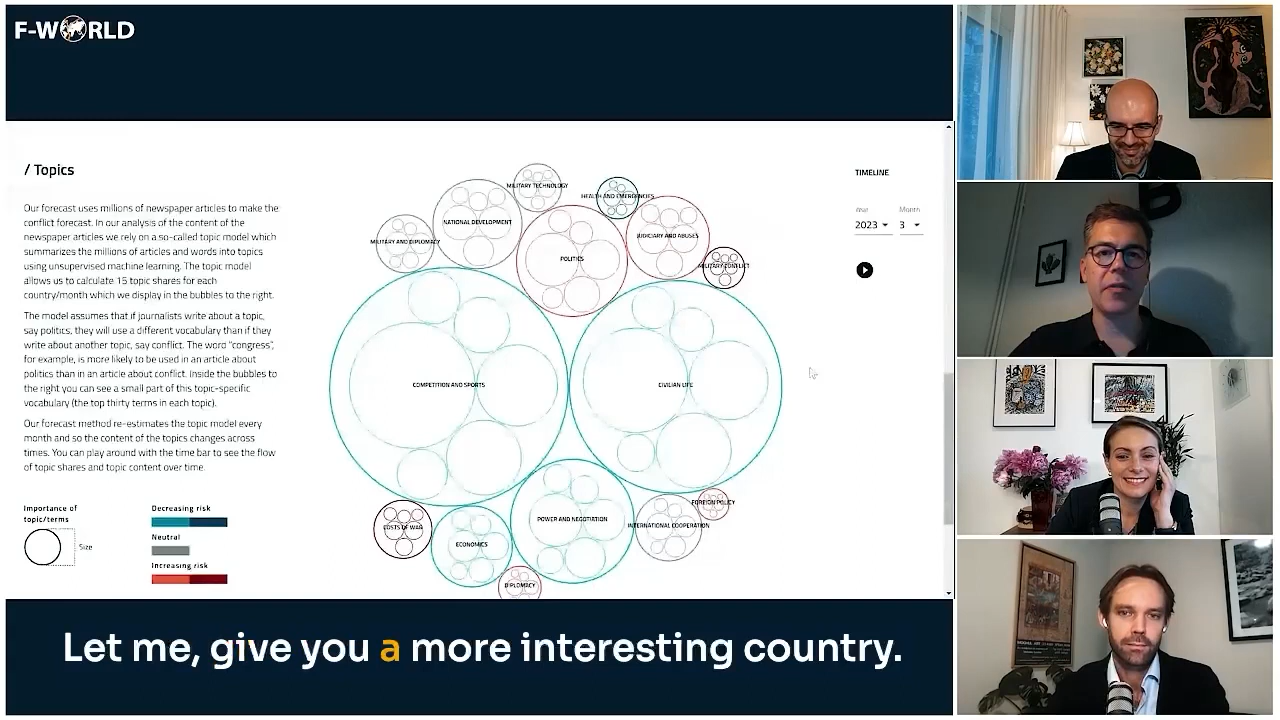 F-WORLD
/ Topics
Our forecast uses millions of newspaper articles to make the
conflict forecast. In our analysis of the content of the
newspaper articles we rely on a so-called topic model which
summarizes the millions of articles and words into topics
using unsupervised machine learning. The topic model
allows us to calculate 15 topic shares for each
country/month which we display in the bubbles to the right.
The model assumes that if journalists write about a topic,
say politics, they will use a different vocabulary than if they
write about another topic, say conflict. The word "congress",
for example, is more likely to be used in an article about
politics than in an article about conflict. Inside the bubbles to
the right you can see a small part of this topic-specific
vocabulary (the top thirty terms in each topic).
Our forecast method re-estimates the topic model every
month and so the content of the topics changes across
times. You can play around with the time bar to see the flow
of topic shares and topic content over time.
Importance of
topic/terms
Size
Decreasing risk
Neutral
Increasing risk
MILITARY TECHNOLOGY
HEALTH AND EMERGENCIES
NATIONAL DEVELOPMENT
JUDICIARY AND ABUSES
MILITARY AND DIPLOMACY
POLITICS
MILITARY CONFLICT
COMPETITION AND SPORTS
CIVILIAN LIFE
FOREIGN POLICY
COSTS OF WAR
POWER AND NEGOTIATION
INTERNATIONAL COOPERATION
ECONOMICS
DIPLOMACY
TIMELINE
Year
Month
2023
3
B
Let me, give you a more interesting country.